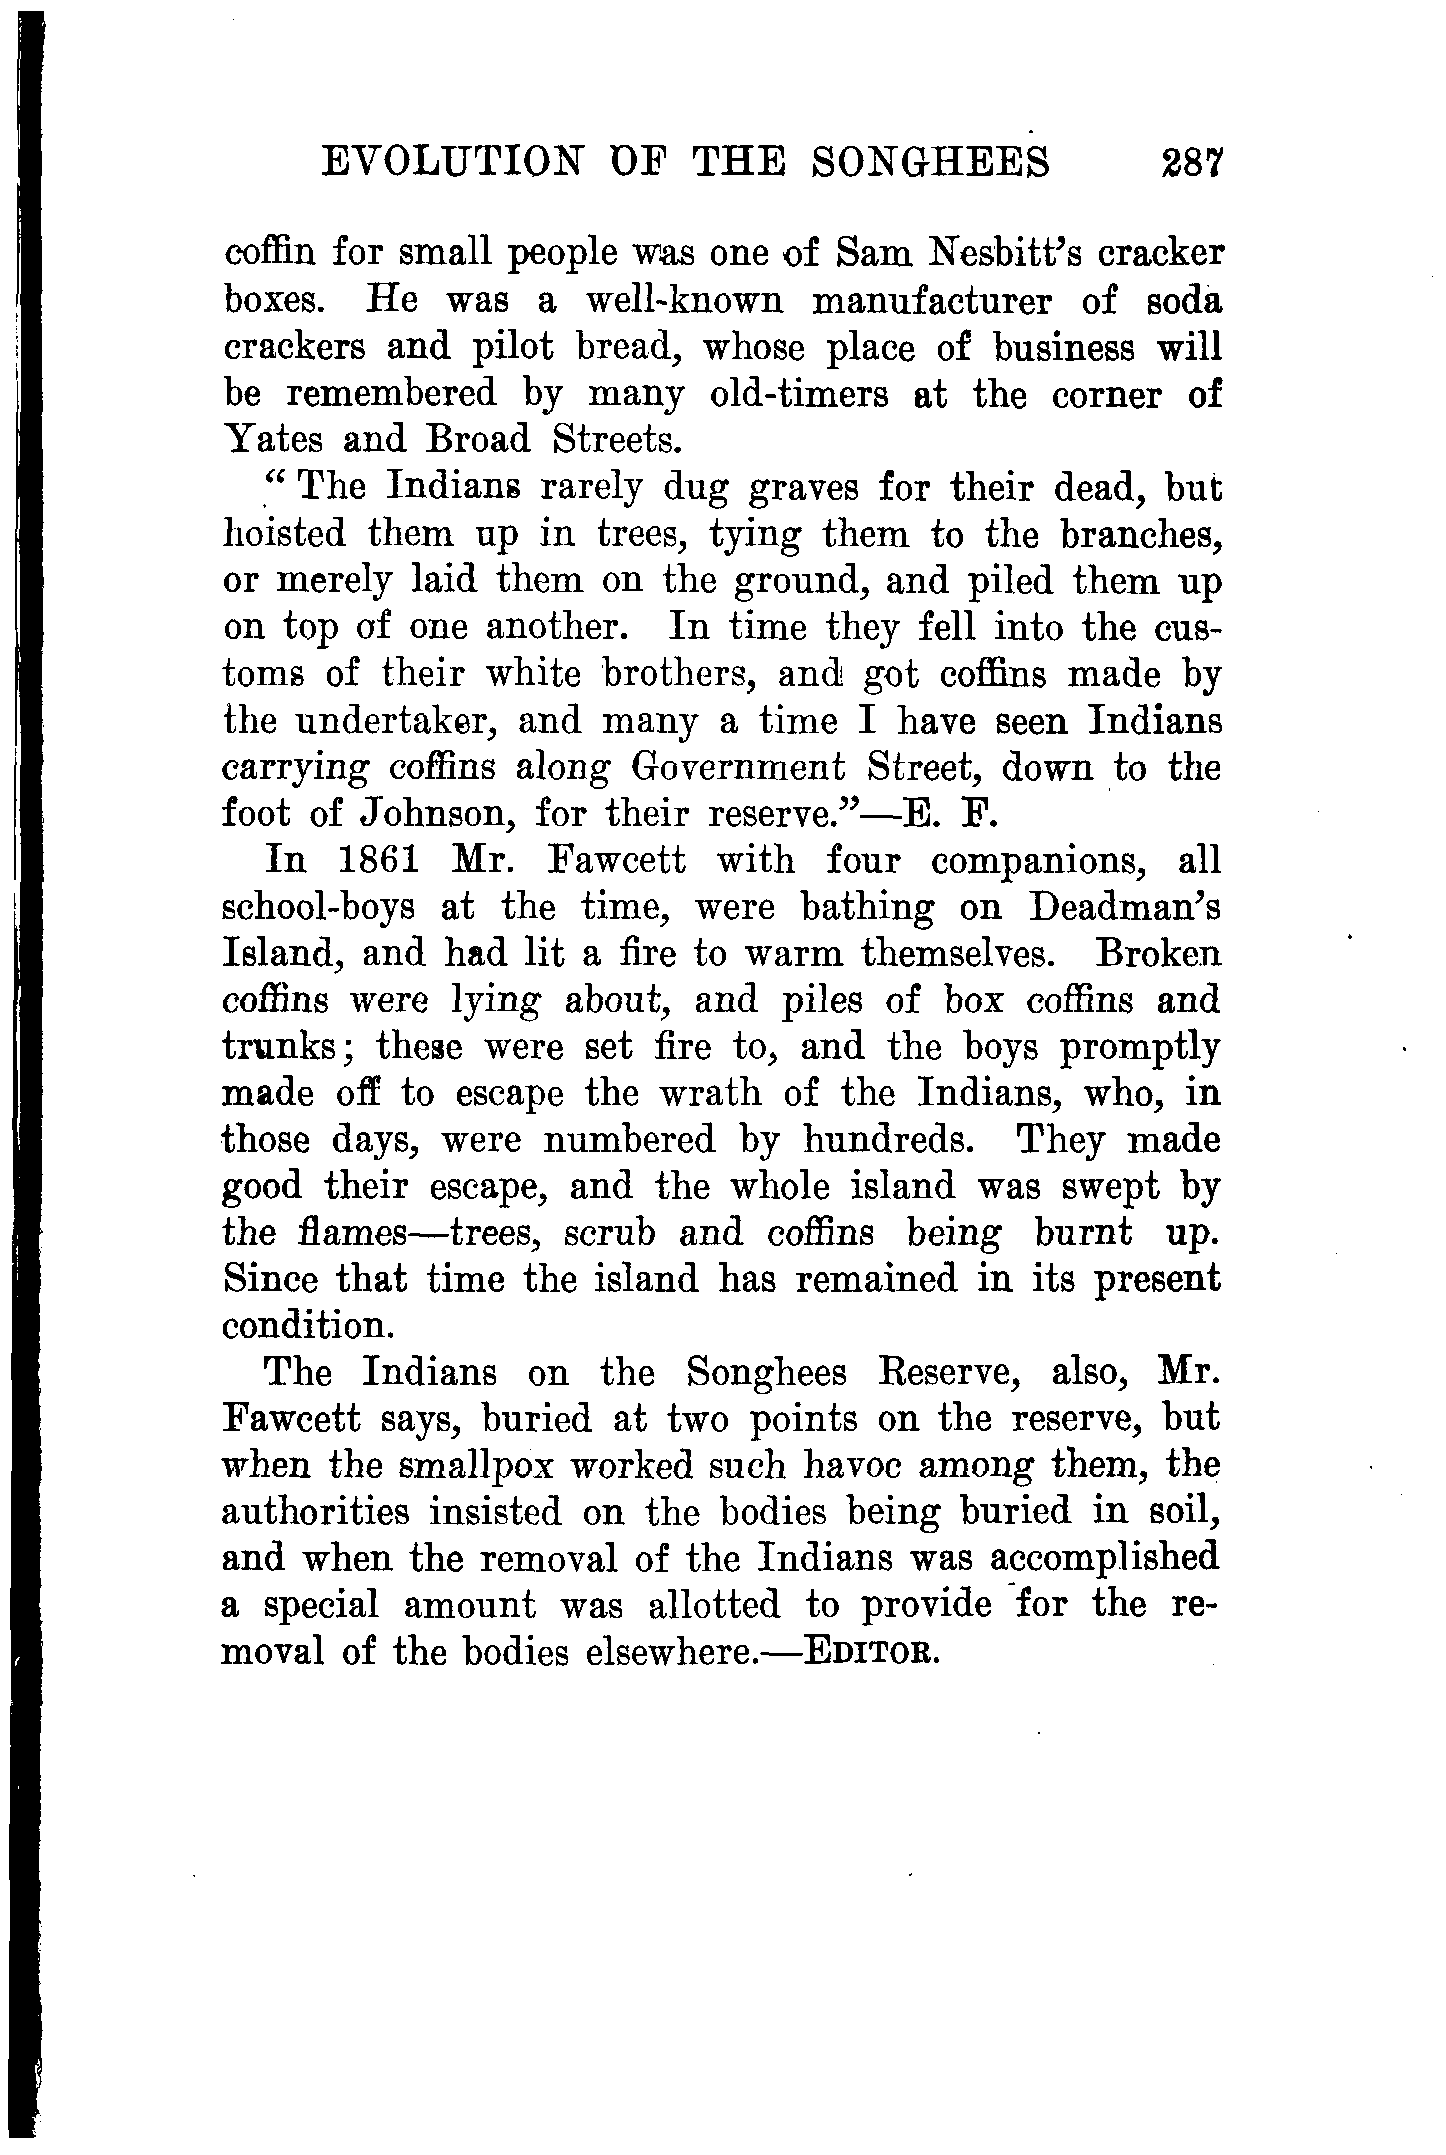 EVOLUTION OF THE SONGHEES 287
coffin for small people was one of Sam Nesbitt's cracker
boxes. He was a well-known manufacturer of soda
crackers and pilot bread, whose place of business will
be remembered by many old-timers at the corner of
Yates and Broad Streets.
"The Indians rarely dug graves for their dead, but
hoisted them up in trees, tying them to the branches,
or merely laid them on the ground, and piled them up
on top of one another. In time they fell into the cus-
toms of their white brothers, and got coffins made by
the undertaker, and many a time I have seen Indians
carrying coffins along Government Street, down to the
foot of Johnson, for their reserve."—E. F.
In 1861 Mr. Fawcett with four companions, all
school-boys at the time, were bathing on Deadman's
Island, and had lit a fire to warm themselves. Broken
coffins were lying about, and piles of box coffins and
trunks; these were set fire to, and the boys promptly
made off to escape the wrath of the Indians, who, in
those days, were numbered by hundreds. They made
good their escape, and the whole island was swept by
the flames—trees, scrub and coffins being burnt up.
Since that time the island has remained in its present
condition.
The Indians on the Songhees Reserve, also, Mr.
Fawcett says, buried at two points on the reserve, but
when the smallpox worked such havoc among them, the
authorities insisted on the bodies being buried in soil,
and when the removal of the Indians was accomplished
a special amount was allotted to provide for the re-
moval of the bodies elsewhere.—EDITOR.